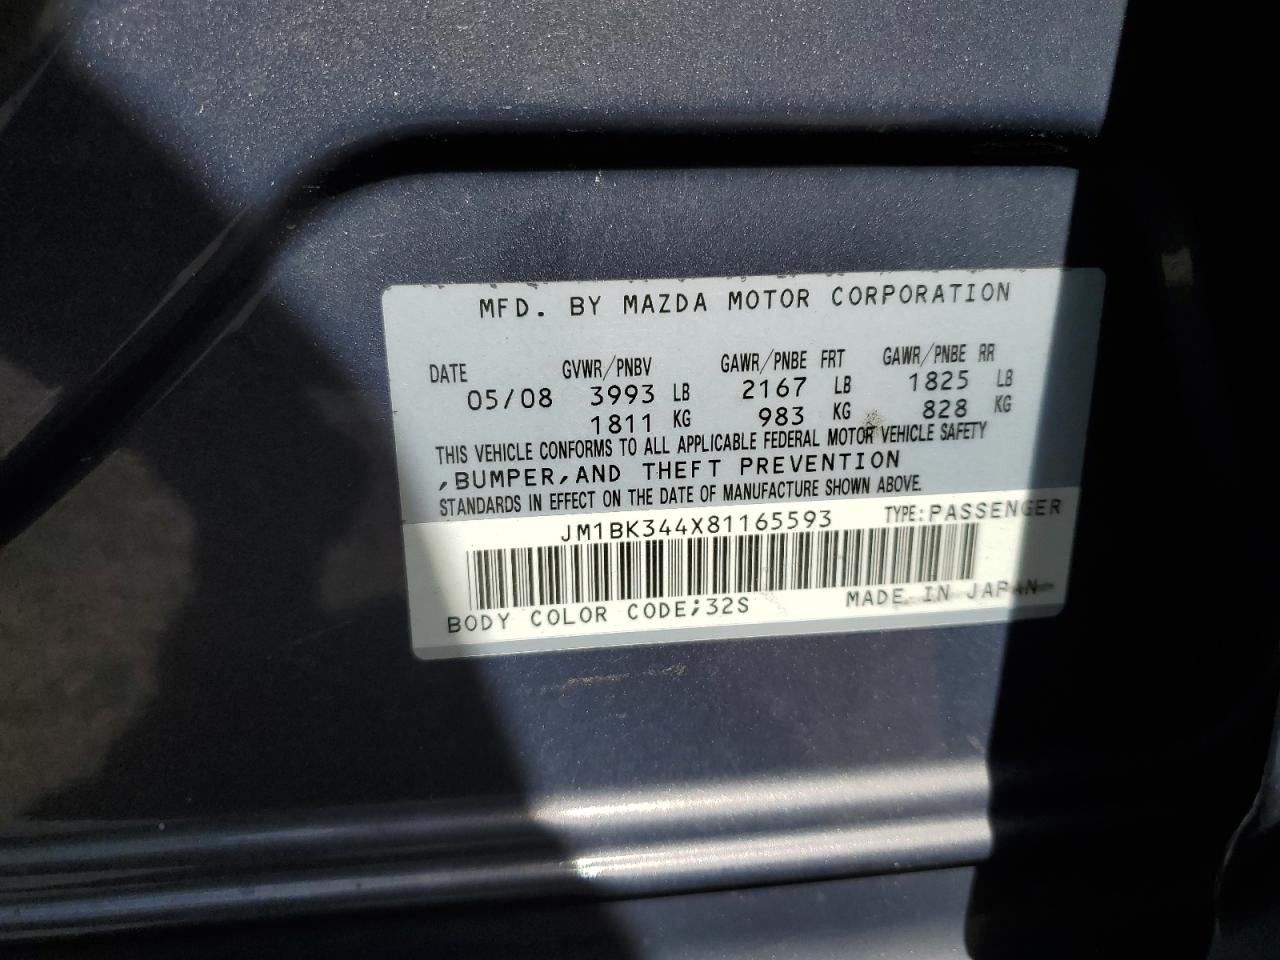 MFD. BY MAZDA MOTOR CORPORATION
DATE GVWR/PNBV GAWR/PNBE FRT GAWR/PNBE RR
05/08 3993 LB 2167 LB 1825 LB
1811 KG 983 KG 828 KG
THIS VEHICLE CONFORMS TO ALL APPLICABLE FEDERAL MOTOR VEHICLE SAFETY
,BUMPER,AND THEFT PREVENTION
STANDARDS IN EFFECT ON THE DATE OF MANUFACTURE SHOWN ABOVE.
JM1BK344X81165593 TYPE:PASSENGER
BODY COLOR CODE;32S MADE IN JAPAN